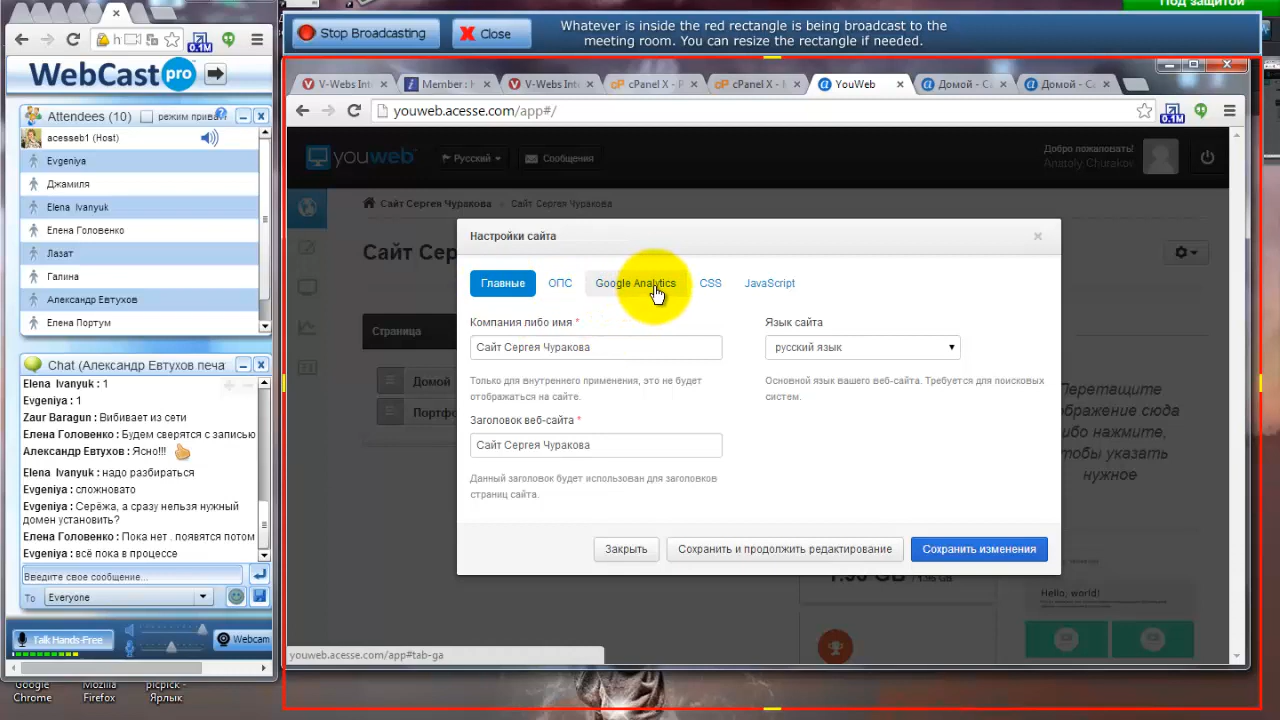 Под защитой
Stop Broadcasting
Close
Whatever is inside the red rectangle is being broadcast to the
meeting room. You can resize the rectangle if needed.
0.1M
WebCast pro
Attendees (10)
режим прива
acesseb1 (Host)
Evgeniya
Джамиля
Elena Ivanyuk
Елена Головенко
Лазат
Галина
Александр Евтухов
Елена Портум
Chat (Александр Евтухов печа
Elena Ivanyuk : 1
Evgeniya : 1
Zaur Baragun : Вибивает из сети
Елена Головенко : Будем сверятся с записью
Александр Евтухов : Ясно!!!
Elena Ivanyuk : надо разбираться
Evgeniya : сложновато
Evgeniya : Серёжа, а сразу нельзя нужный
домен установить?
Елена Головенко : Пока нет . появятся потом
Evgeniya : всё пока в процессе
Введите свое сообщение...
To
Everyone
Talk Hands-Free
Webcam
Google
Chrome
Mozilla
Firefox
picpick -
Ярлык
V-Webs Inte
Member : H
V-Webs Inte
cPanel X - P
cPanel X - I
YouWeb
Домой - Са
Домой - Са
youweb.acesse.com/app#/
0.1M
youweb
Русский
Сообщения
Добро пожаловать!
Anatoly Churakov
Сайт Сергея Чуракова
Сайт Сергея Чуракова
Сайт Сер
Страница
Домой
Портфо
Перетащите
ображение сюда
ибо нажмите,
чтобы указать
нужное
Настройки сайта
Главные
ОПС
Google Analytics
CSS
JavaScript
Компания либо имя *
Сайт Сергея Чуракова
Только для внутреннего применения, это не будет
отображаться на сайте.
Язык сайта
русский язык
Основной язык вашего веб-сайта. Требуется для поисковых
систем.
Заголовок веб-сайта *
Сайт Сергея Чуракова
Данный заголовок будет использован для заголовков
страниц сайта.
Закрыть
Сохранить и продолжить редактирование
Сохранить изменения
Hello, world!
youweb.acesse.com/app#tab-ga